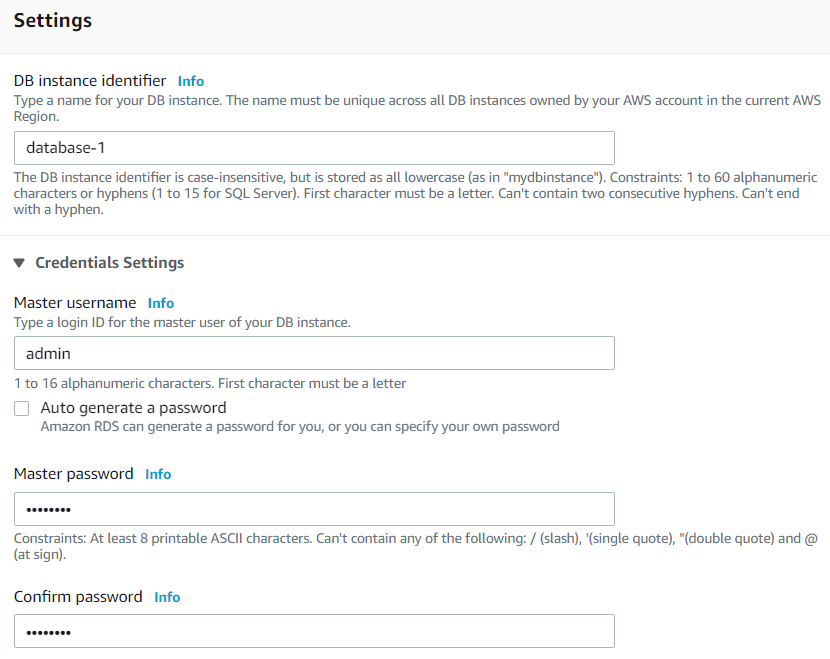 Settings
DB instance identifier Info
Type a name for your DB instance. The name must be unique across all DB instances owned by your AWS account in the current AWS
Region.
database-1
The DB instance identifier is case-insensitive, but is stored as all lowercase (as in "mydbinstance"). Constraints: 1 to 60 alphanumeric
characters or hyphens (1 to 15 for SQL Server). First character must be a letter. Can't contain two consecutive hyphens. Can't end
with a hyphen.
Credentials Settings
Master username Info
Type a login ID for the master user of your DB instance.
admin
1 to 16 alphanumeric characters. First character must be a letter
Auto generate a password
Amazon RDS can generate a password for you, or you can specify your own password
Master password Info
••••••••
Constraints: At least 8 printable ASCII characters. Can't contain any of the following: / (slash), '(single quote), "(double quote) and @
(at sign).
Confirm password Info
••••••••